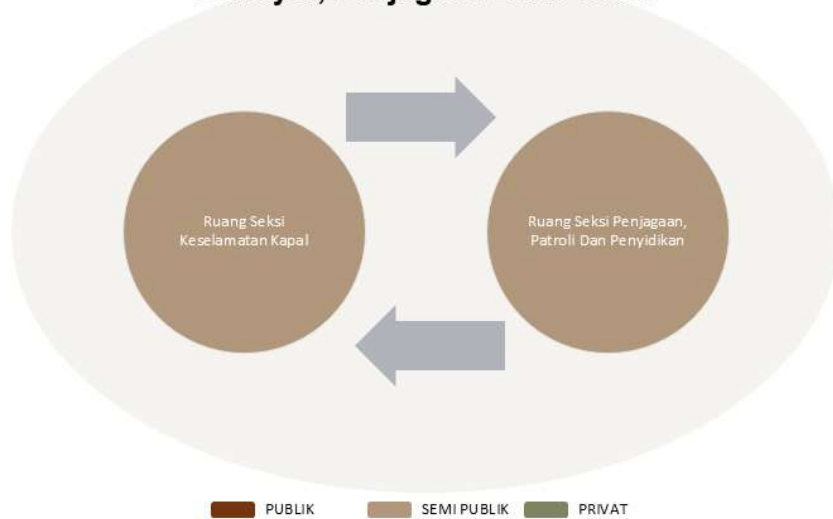 Ruang Seksi
Keselamatan Kapal
Ruang Seksi Penjagaan,
Patroli Dan Penyidikan
PUBLIK
SEMI PUBLIK
PRIVAT